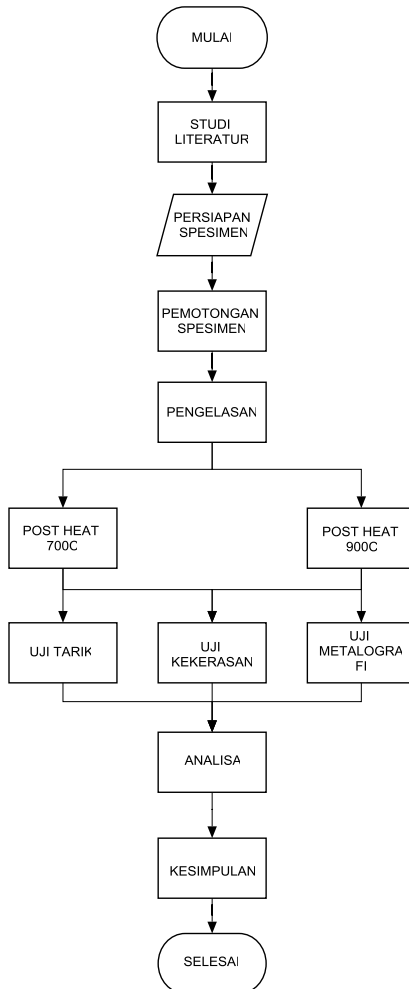 MULAI
STUDI
LITERATUR
PERSIAPAN
SPESIMEN
PEMOTONGAN
SPESIMEN
PENGELASAN
POST HEAT
700C
POST HEAT
900C
UJI TARIK
UJI
KEKERASAN
UJI
METALOGRA
FI
ANALISA
KESIMPULAN
SELESAI